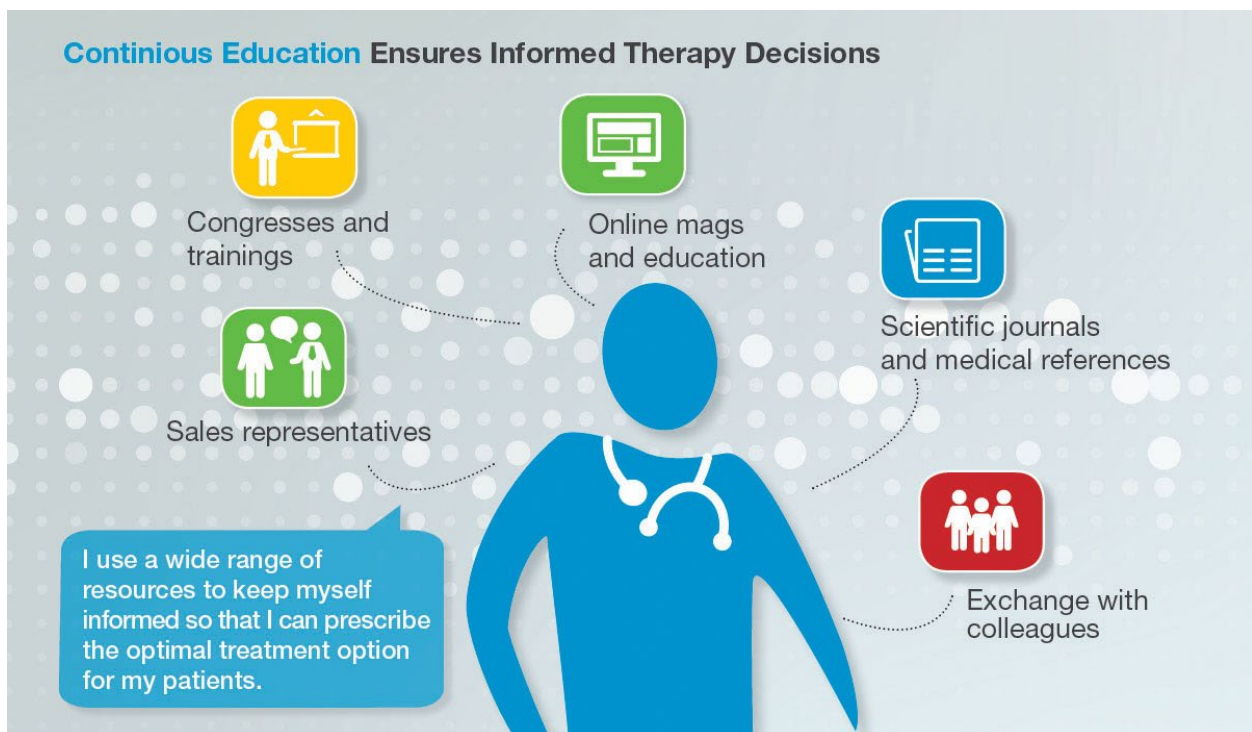 Continious Education Ensures Informed Therapy Decisions
Congresses and
trainings
Online mags
and education
Scientific journals
and medical references
Sales representatives
I use a wide range of
resources to keep myself
informed so that I can prescribe
the optimal treatment option
for my patients.
Exchange with
colleagues